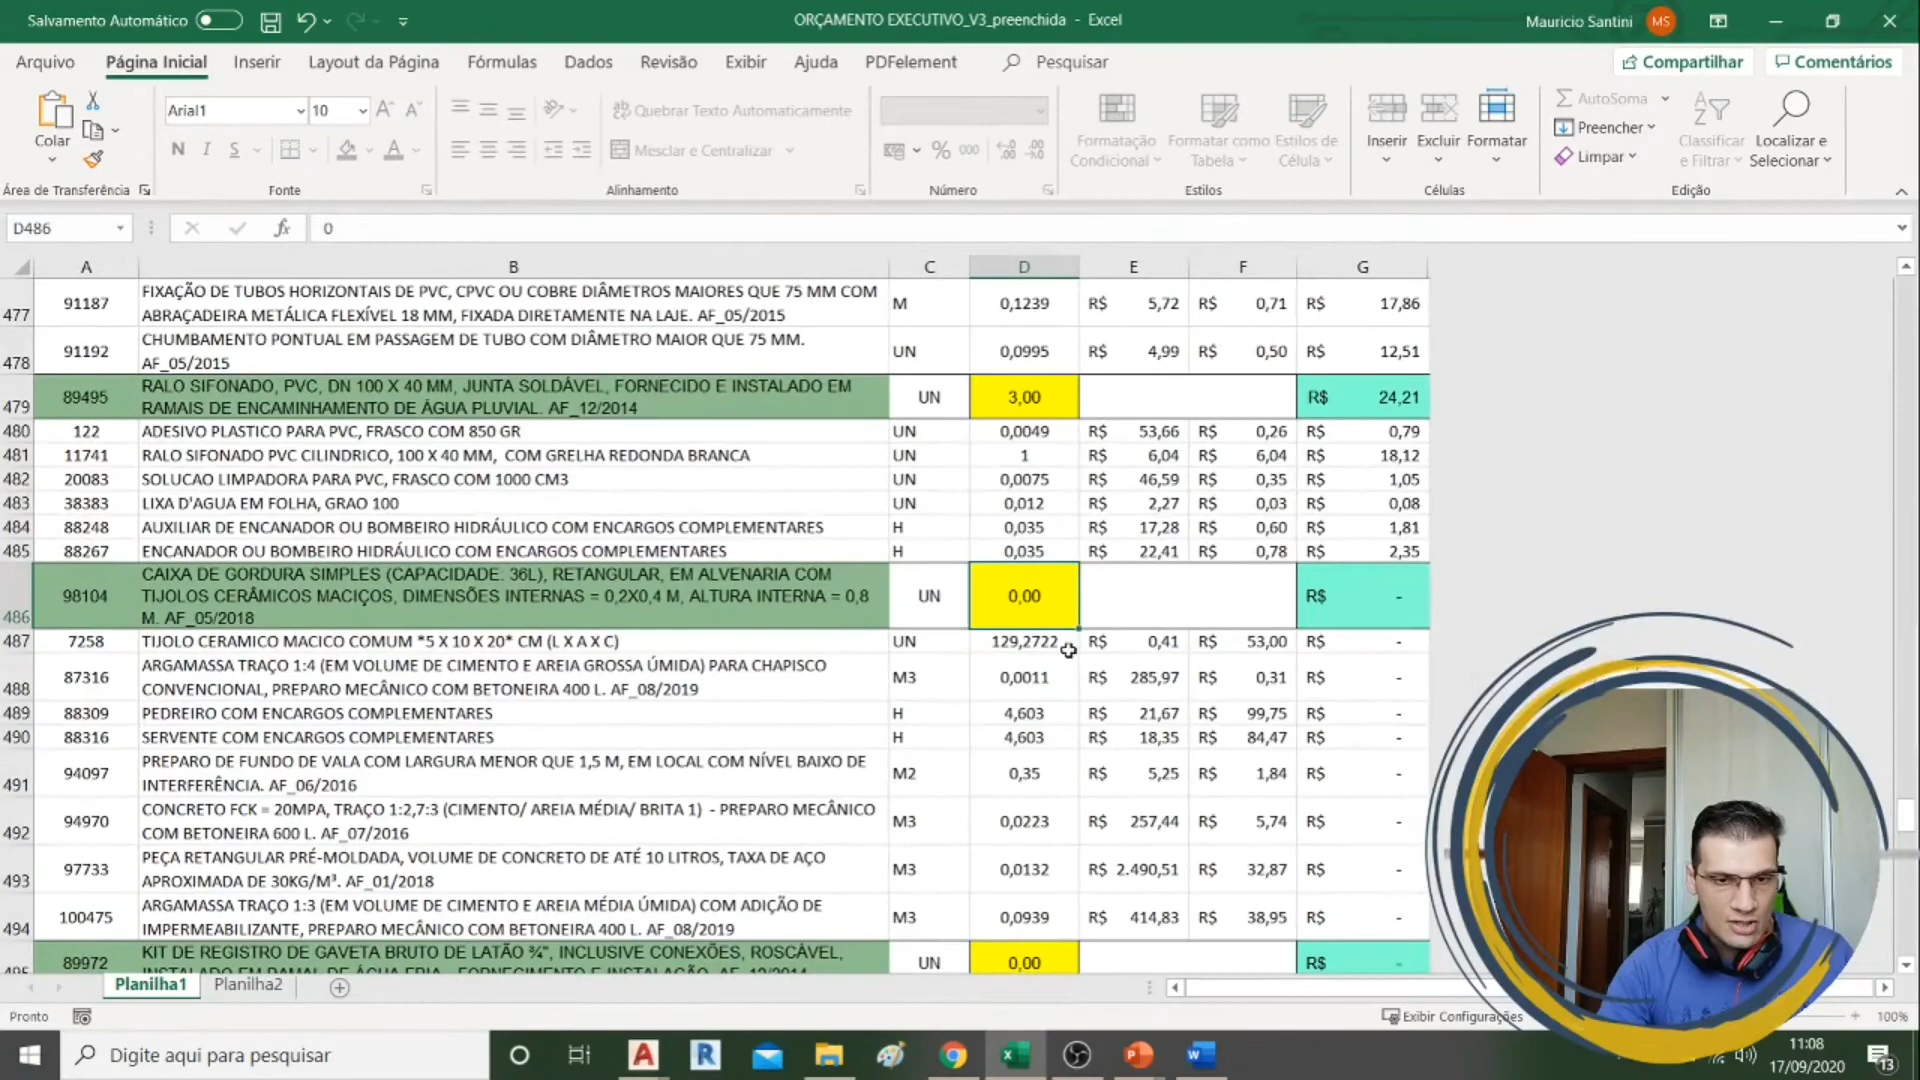 Salvamento Automático
ORÇAMENTO EXECUTIVO_V3_preenchida - Excel
Mauricio Santini MS
Arquivo Página Inicial Inserir Layout da Página Fórmulas Dados Revisão Exibir Ajuda PDFelement Pesquisar Compartilhar Comentários
Colar
Área de Transferência
Arial1 10
N I S
Fonte
Quebrar Texto Automaticamente
Mesclar e Centralizar
Alinhamento
% 000
Número
Formatação Condicional
Formatar como Tabela
Estilos de Célula
Estilos
Inserir Excluir Formatar
Células
AutoSoma
Preencher
Limpar
Classificar e Filtrar
Localizar e Selecionar
Edição
D486 fx 0
A B C D E F G
477 91187 FIXAÇÃO DE TUBOS HORIZONTAIS DE PVC, CPVC OU COBRE DIÂMETROS MAIORES QUE 75 MM COM M 0,1239 R$ 5,72 R$ 0,71 R$ 17,86
ABRAÇADEIRA METÁLICA FLEXÍVEL 18 MM, FIXADA DIRETAMENTE NA LAJE. AF_05/2015
478 91192 CHUMBAMENTO PONTUAL EM PASSAGEM DE TUBO COM DIÂMETRO MAIOR QUE 75 MM. UN 0,0995 R$ 4,99 R$ 0,50 R$ 12,51
AF_05/2015
479 89495 RALO SIFONADO, PVC, DN 100 X 40 MM, JUNTA SOLDÁVEL, FORNECIDO E INSTALADO EM UN 3,00 R$ 24,21
RAMAIS DE ENCAMINHAMENTO DE ÁGUA PLUVIAL. AF_12/2014
480 122 ADESIVO PLASTICO PARA PVC, FRASCO COM 850 GR UN 0,0049 R$ 53,66 R$ 0,26 R$ 0,79
481 11741 RALO SIFONADO PVC CILINDRICO, 100 X 40 MM, COM GRELHA REDONDA BRANCA UN 1 R$ 6,04 R$ 6,04 R$ 18,12
482 20083 SOLUCAO LIMPADORA PARA PVC, FRASCO COM 1000 CM3 UN 0,0075 R$ 46,59 R$ 0,35 R$ 1,05
483 38383 LIXA D'AGUA EM FOLHA, GRAO 100 UN 0,012 R$ 2,27 R$ 0,03 R$ 0,08
484 88248 AUXILIAR DE ENCANADOR OU BOMBEIRO HIDRÁULICO COM ENCARGOS COMPLEMENTARES H 0,035 R$ 17,28 R$ 0,60 R$ 1,81
485 88267 ENCANADOR OU BOMBEIRO HIDRÁULICO COM ENCARGOS COMPLEMENTARES H 0,035 R$ 22,41 R$ 0,78 R$ 2,35
486 98104 CAIXA DE GORDURA SIMPLES (CAPACIDADE. 36L), RETANGULAR, EM ALVENARIA COM UN 0,00 R$ -
TIJOLOS CERÂMICOS MACIÇOS, DIMENSÕES INTERNAS = 0,2X0,4 M, ALTURA INTERNA = 0,8
M. AF_05/2018
487 7258 TIJOLO CERAMICO MACICO COMUM *5 X 10 X 20* CM (L X A X C) UN 129,2722 R$ 0,41 R$ 53,00 R$ -
488 87316 ARGAMASSA TRAÇO 1:4 (EM VOLUME DE CIMENTO E AREIA GROSSA ÚMIDA) PARA CHAPISCO M3 0,0011 R$ 285,97 R$ 0,31 R$ -
CONVENCIONAL, PREPARO MECÂNICO COM BETONEIRA 400 L. AF_08/2019
489 88309 PEDREIRO COM ENCARGOS COMPLEMENTARES H 4,603 R$ 21,67 R$ 99,75 R$ -
490 88316 SERVENTE COM ENCARGOS COMPLEMENTARES H 4,603 R$ 18,35 R$ 84,47 R$ -
491 94097 PREPARO DE FUNDO DE VALA COM LARGURA MENOR QUE 1,5 M, EM LOCAL COM NÍVEL BAIXO DE M2 0,35 R$ 5,25 R$ 1,84 R$ -
INTERFERÊNCIA. AF_06/2016
492 94970 CONCRETO FCK = 20MPA, TRAÇO 1:2,7:3 (CIMENTO/ AREIA MÉDIA/ BRITA 1) - PREPARO MECÂNICO M3 0,0223 R$ 257,44 R$ 5,74 R$ -
COM BETONEIRA 600 L. AF_07/2016
493 97733 PEÇA RETANGULAR PRÉ-MOLDADA, VOLUME DE CONCRETO DE ATÉ 10 LITROS, TAXA DE AÇO M3 0,0132 R$ 2.490,51 R$ 32,87 R$ -
APROXIMADA DE 30KG/M³. AF_01/2018
494 100475 ARGAMASSA TRAÇO 1:3 (EM VOLUME DE CIMENTO E AREIA MÉDIA ÚMIDA) COM ADIÇÃO DE M3 0,0939 R$ 414,83 R$ 38,95 R$ -
IMPERMEABILIZANTE, PREPARO MECÂNICO COM BETONEIRA 400 L. AF_08/2019
495 89972 KIT DE REGISTRO DE GAVETA BRUTO DE LATÃO ¾", INCLUSIVE CONEXÕES, ROSCÁVEL, UN 0,00 R$ -
INSTALADO EM RAMAL DE ÁGUA FRIA - FORNECIMENTO E INSTALAÇÃO. AF_12/2014
Planilha1 Planilha2
Pronto Exibir Configurações 100%
Digite aqui para pesquisar
11:08
17/09/2020
13